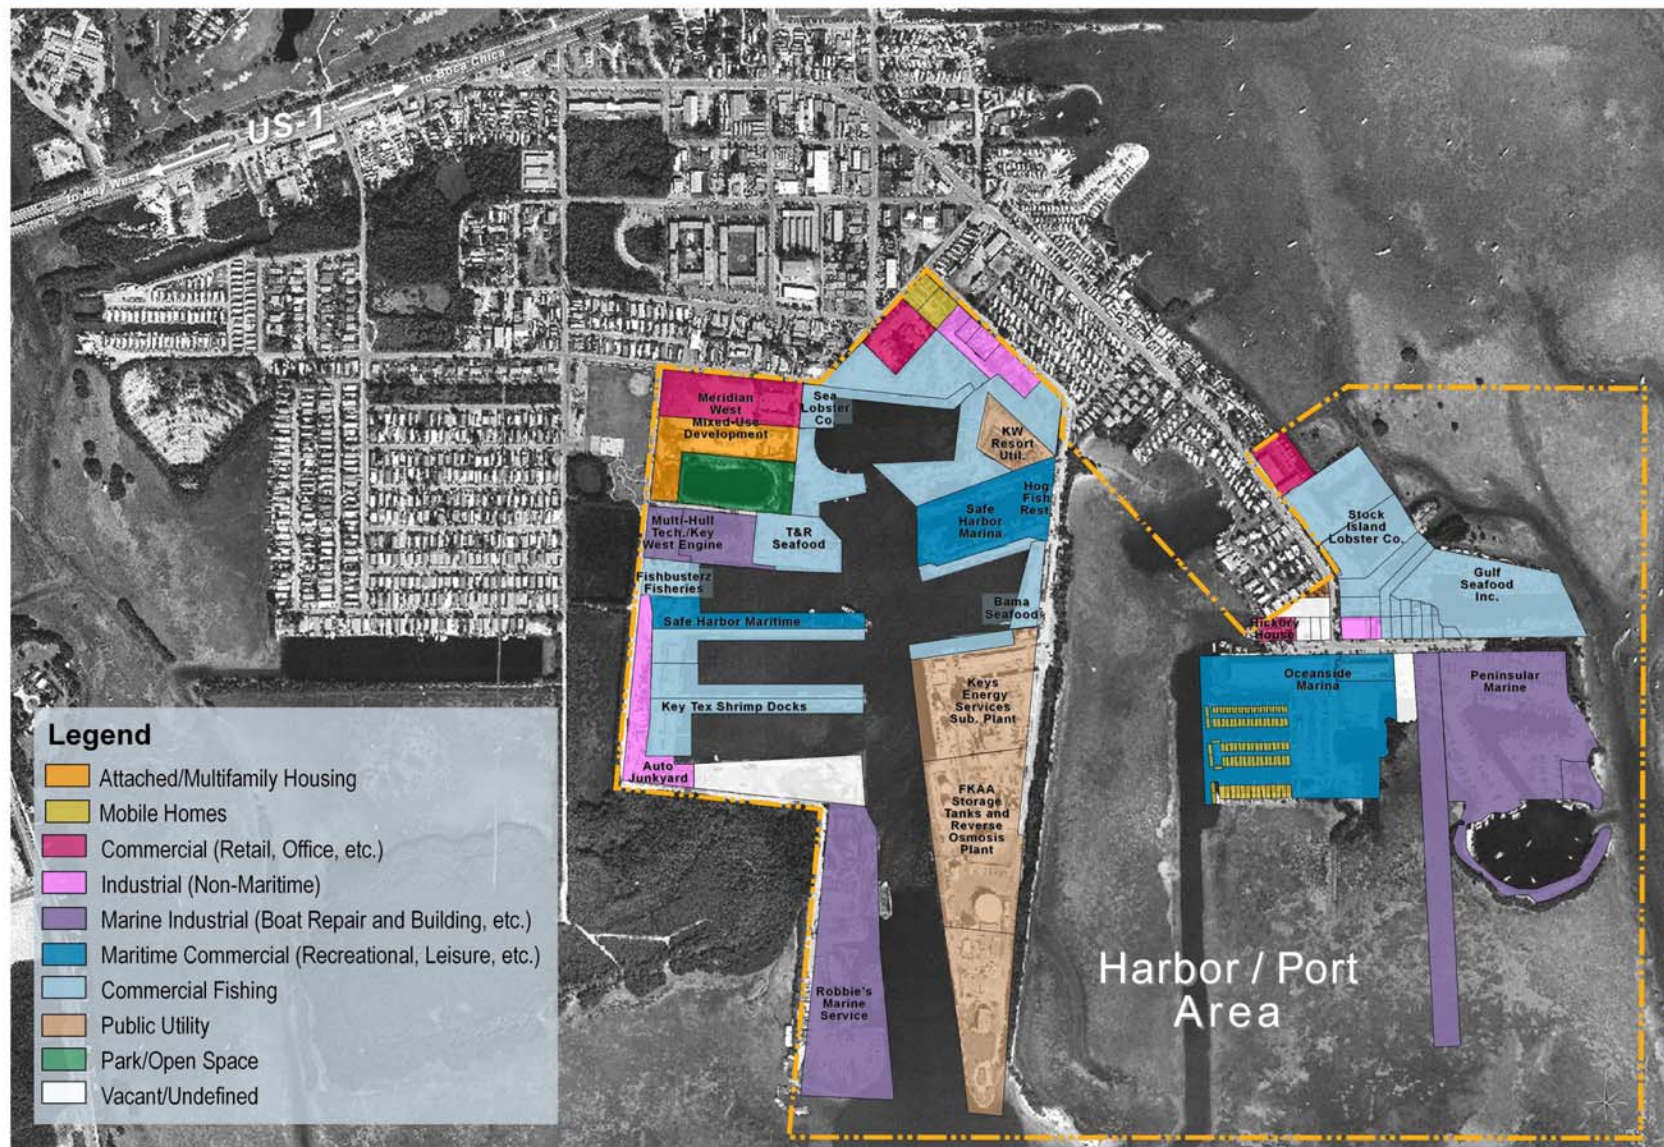 to Boca Chica
US-1
to Key West
Meridian
West
Mixed-Use
Development
Sea
Lobster
Co.
KW
Resort
Util.
Hog
Fish
Rest.
Safe
Harbor
Marina
Multi-Hull
Tech./Key
West Engine
T&R
Seafood
Fishbusterz
Fisheries
Safe Harbor Maritime
Bama
Seafood
Key Tex Shrimp Docks
Keys
Energy
Services
Sub. Plant
Auto
Junkyard
FKAA
Storage
Tanks and
Reverse
Osmosis
Plant
Robbie's
Marine
Service
Stock
Island
Lobster Co.
Gulf
Seafood
Inc.
Hickory
House
Oceanside
Marina
Peninsular
Marine
Harbor / Port
Area
Legend
Attached/Multifamily Housing
Mobile Homes
Commercial (Retail, Office, etc.)
Industrial (Non-Maritime)
Marine Industrial (Boat Repair and Building, etc.)
Maritime Commercial (Recreational, Leisure, etc.)
Commercial Fishing
Public Utility
Park/Open Space
Vacant/Undefined